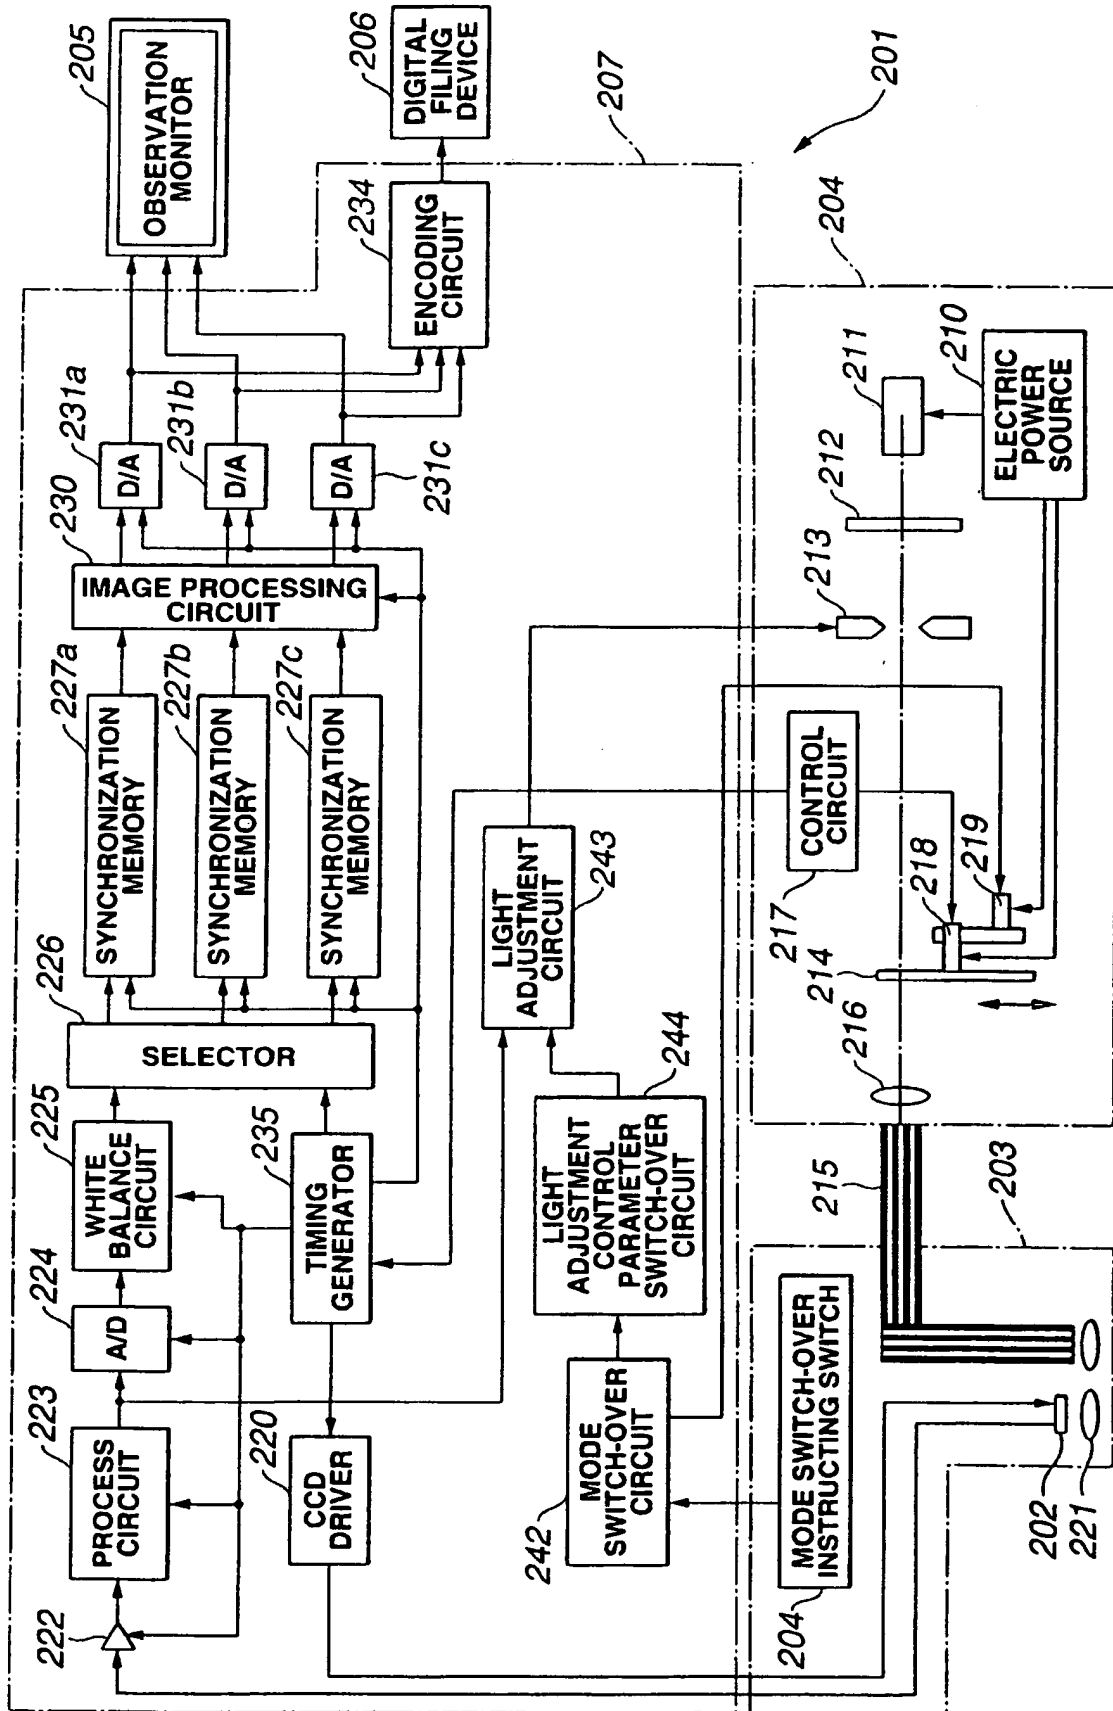 205
OBSERVATION
MONITOR
206
DIGITAL
FILING
DEVICE
207
201
234
ENCODING
CIRCUIT
231a
D/A
231b
D/A
231c
D/A
230
IMAGE PROCESSING
CIRCUIT
227a
SYNCHRONIZATION
MEMORY
227b
SYNCHRONIZATION
MEMORY
227c
SYNCHRONIZATION
MEMORY
226
SELECTOR
225
WHITE
BALANCE
CIRCUIT
224
A/D
223
PROCESS
CIRCUIT
222
235
TIMING
GENERATOR
220
CCD
DRIVER
243
LIGHT
ADJUSTMENT
CIRCUIT
244
LIGHT
ADJUSTMENT
CONTROL
PARAMETER
SWITCH-OVER
CIRCUIT
242
MODE
SWITCH-OVER
CIRCUIT
204
211
210
ELECTRIC
POWER
SOURCE
212
213
CONTROL
CIRCUIT
217
218
219
214
216
215
203
MODE SWITCH-OVER
INSTRUCTING SWITCH
204
202
221